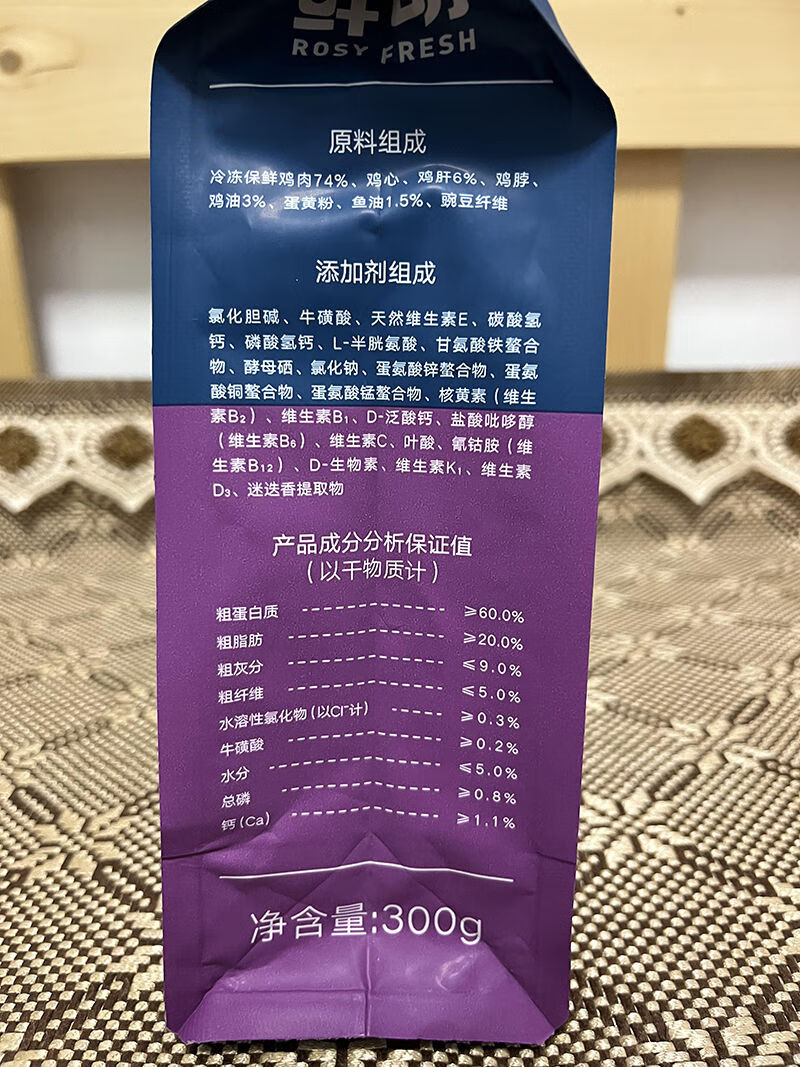 鲜朗
ROSY FRESH
原料组成
冷冻保鲜鸡肉74%、鸡心、鸡肝6%、鸡脖、
鸡油3%、蛋黄粉、鱼油1.5%、豌豆纤维
添加剂组成
氯化胆碱、牛磺酸、天然维生素E、碳酸氢
钙、磷酸氢钙、L-半胱氨酸、甘氨酸铁螯合
物、酵母硒、氯化钠、蛋氨酸锌螯合物、蛋氨
酸铜螯合物、蛋氨酸锰螯合物、核黄素（维生
素B₂）、维生素B₁、D-泛酸钙、盐酸吡哆醇
（维生素B₆）、维生素C、叶酸、氰钴胺（维
生素B₁₂）、D-生物素、维生素K₁、维生素
D₃、迷迭香提取物
产品成分分析保证值
（以干物质计）
粗蛋白质 ------------ ≥60.0%
粗脂肪 ------------ ≥20.0%
粗灰分 ------------ ≤9.0%
粗纤维 ------------ ≤5.0%
水溶性氯化物(以Cl⁻计) ---- ≥0.3%
牛磺酸 ------------ ≥0.2%
水分 ------------ ≤5.0%
总磷 ------------ ≥0.8%
钙(Ca) ------------ ≥1.1%
净含量:300g